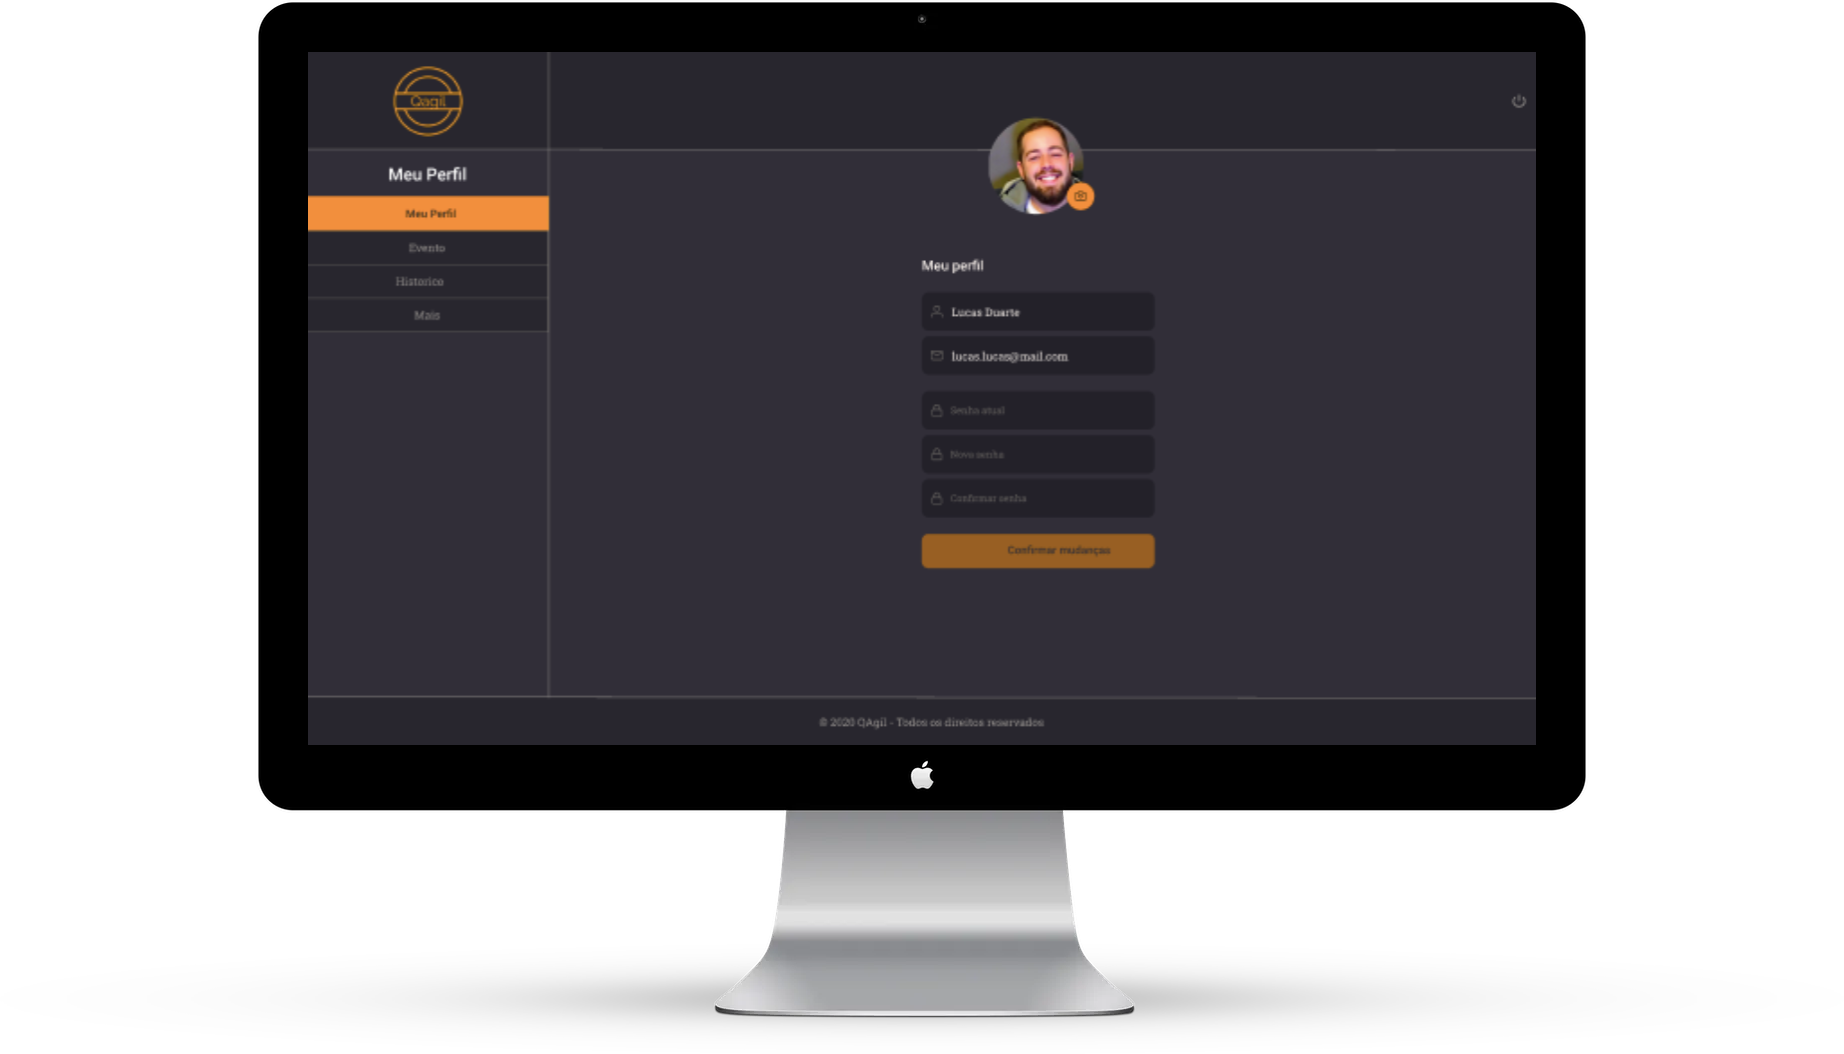 Qagil
Meu Perfil
Meu Perfil
Evento
Historico
Mais
Meu perfil
Lucas Duarte
lucas.lucas@mail.com
Senha atual
Nova senha
Confirmar senha
Confirmar mudanças
© 2020 QAgil - Todos os direitos reservados